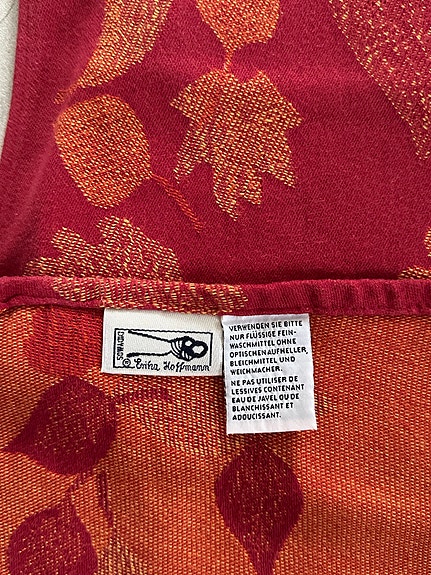 © Erika Hoffmann
VERWENDEN SIE BITTE
NUR FLÜSSIGE FEIN-
WASCHMITTEL OHNE
OPTISCHEN AUFHELLER,
BLEICHMITTEL UND
WEICHMACHER.
NE PAS UTILISER DE
LESSIVES CONTENANT
EAU DE JAVEL OU DE
BLANCHISSANT ET
ADOUCISSANT.